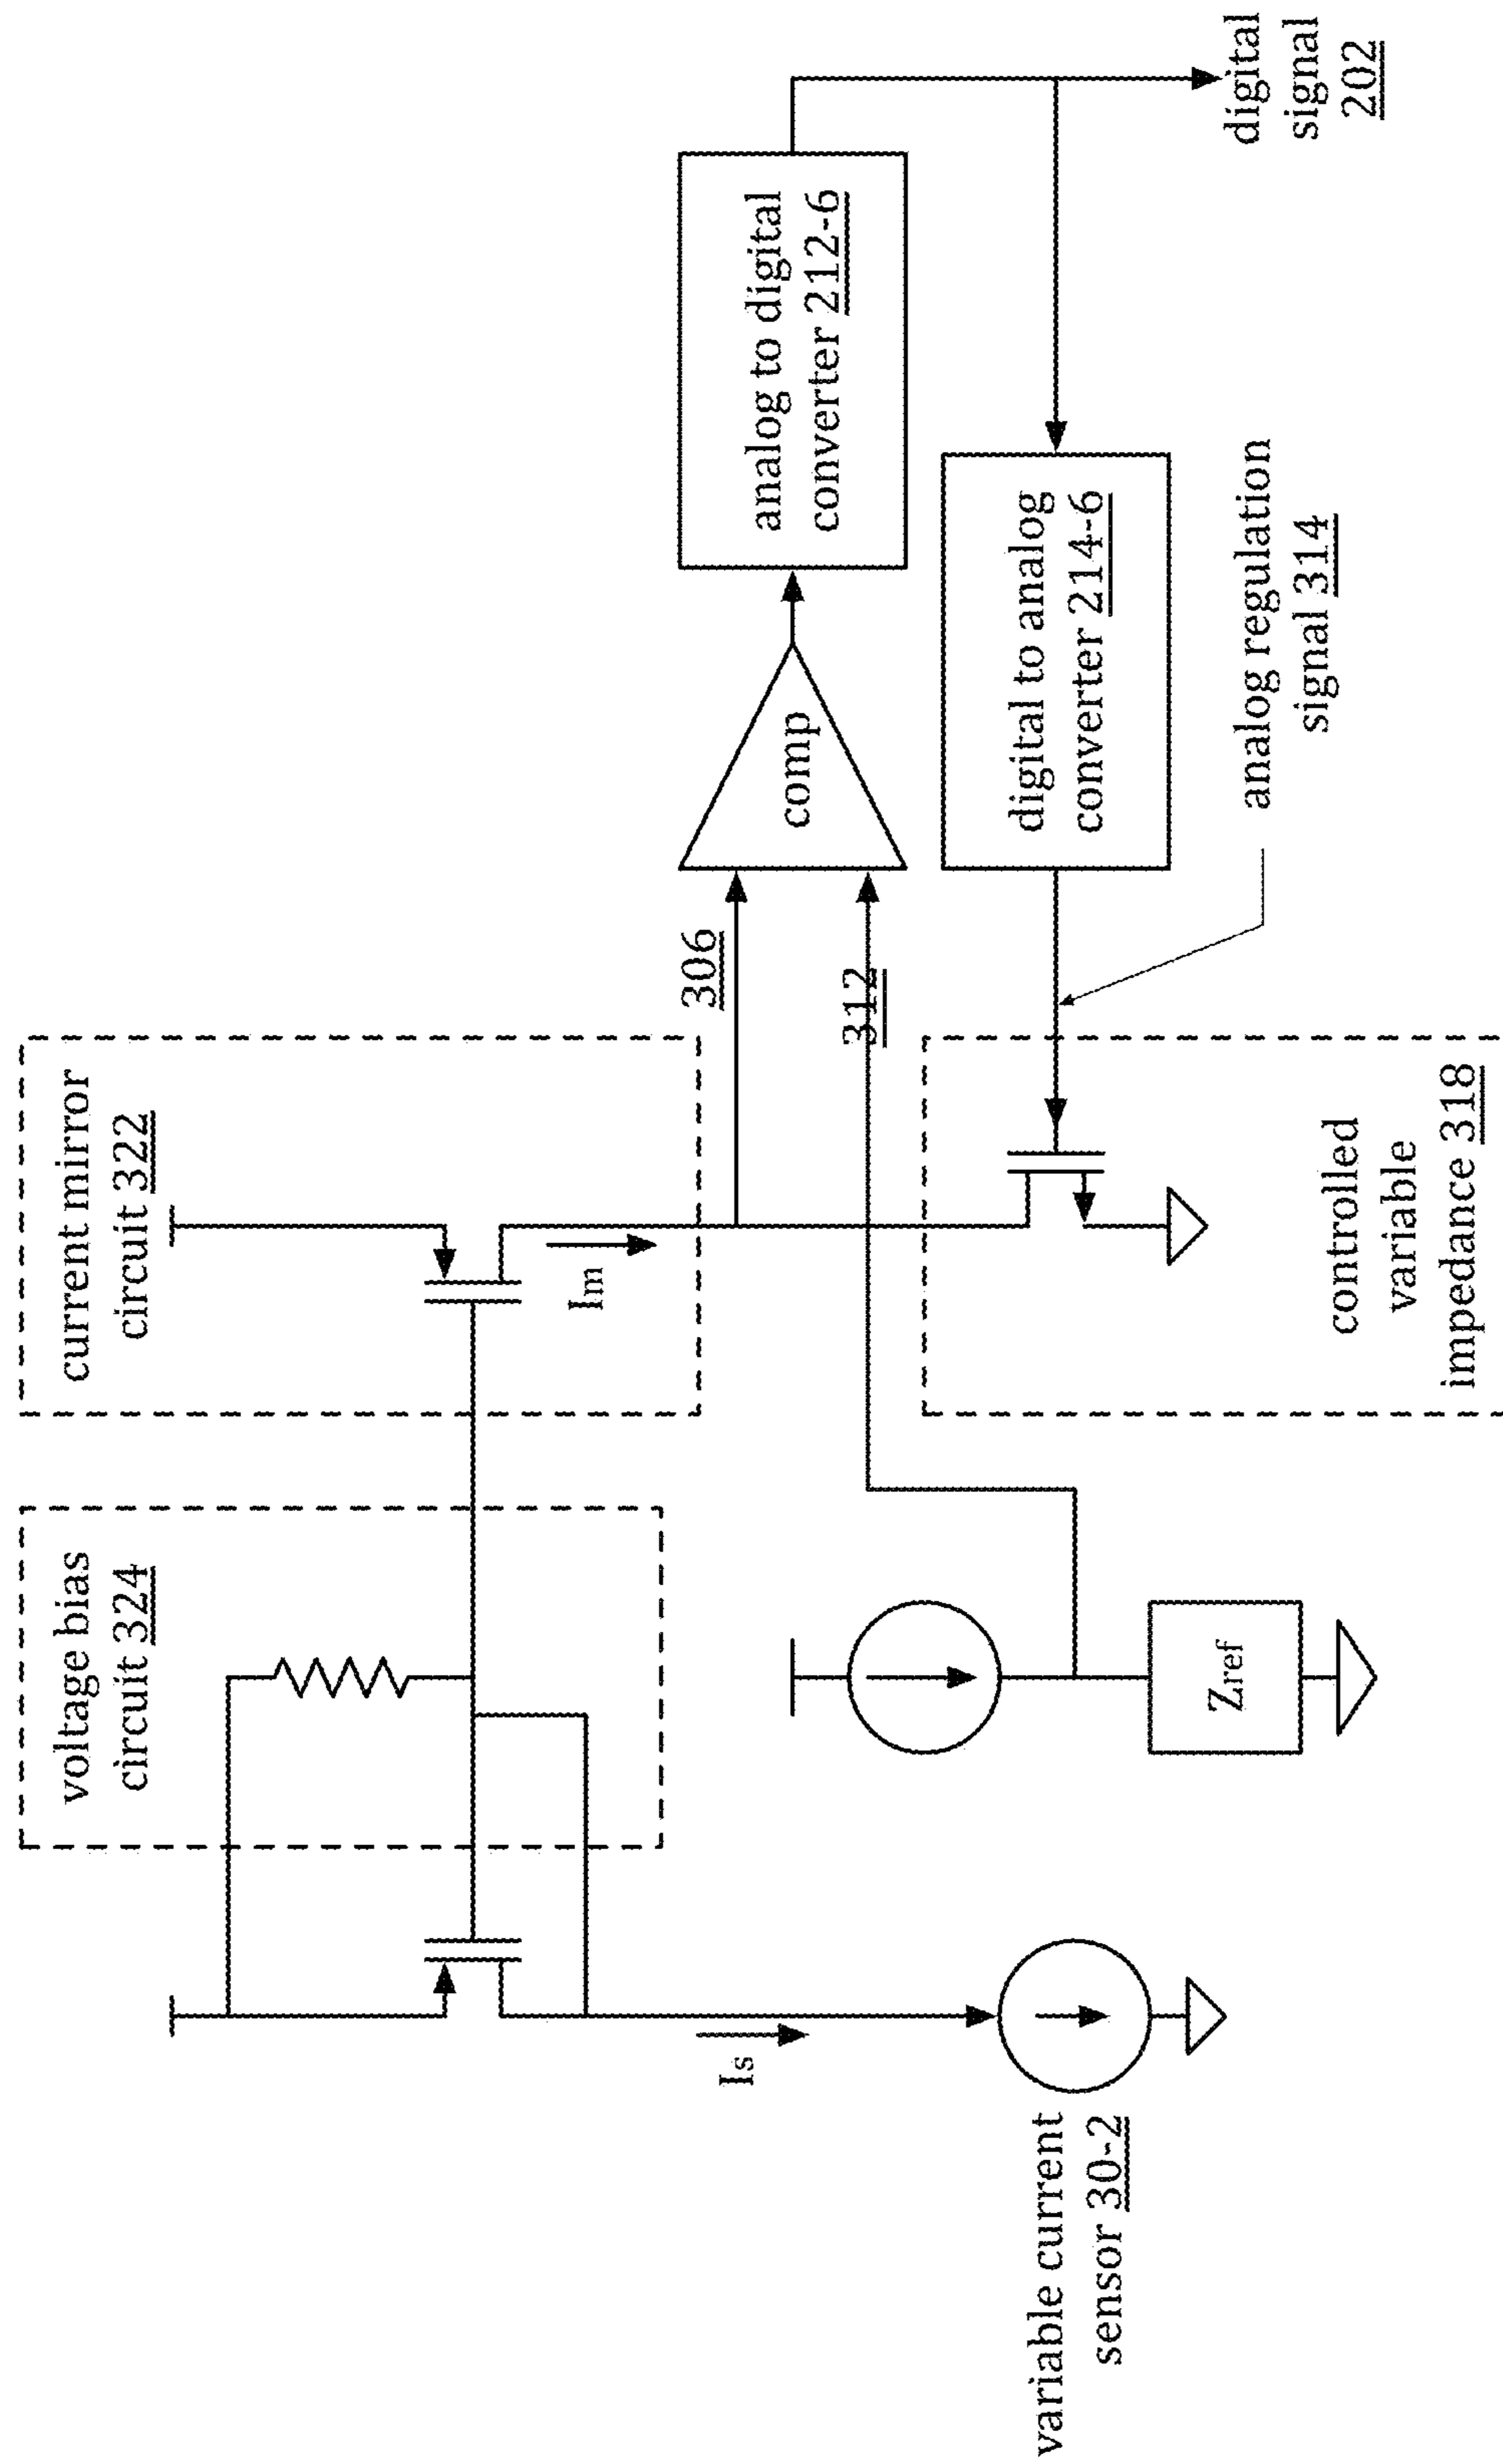 voltage bias
circuit 324
current mirror
circuit 322
Is
Im
306
312
comp
analog to digital
converter 212-6
digital to analog
converter 214-6
Zref
variable current
sensor 30-2
controlled
variable
impedance 318
analog regulation
signal 314
digital
signal
202